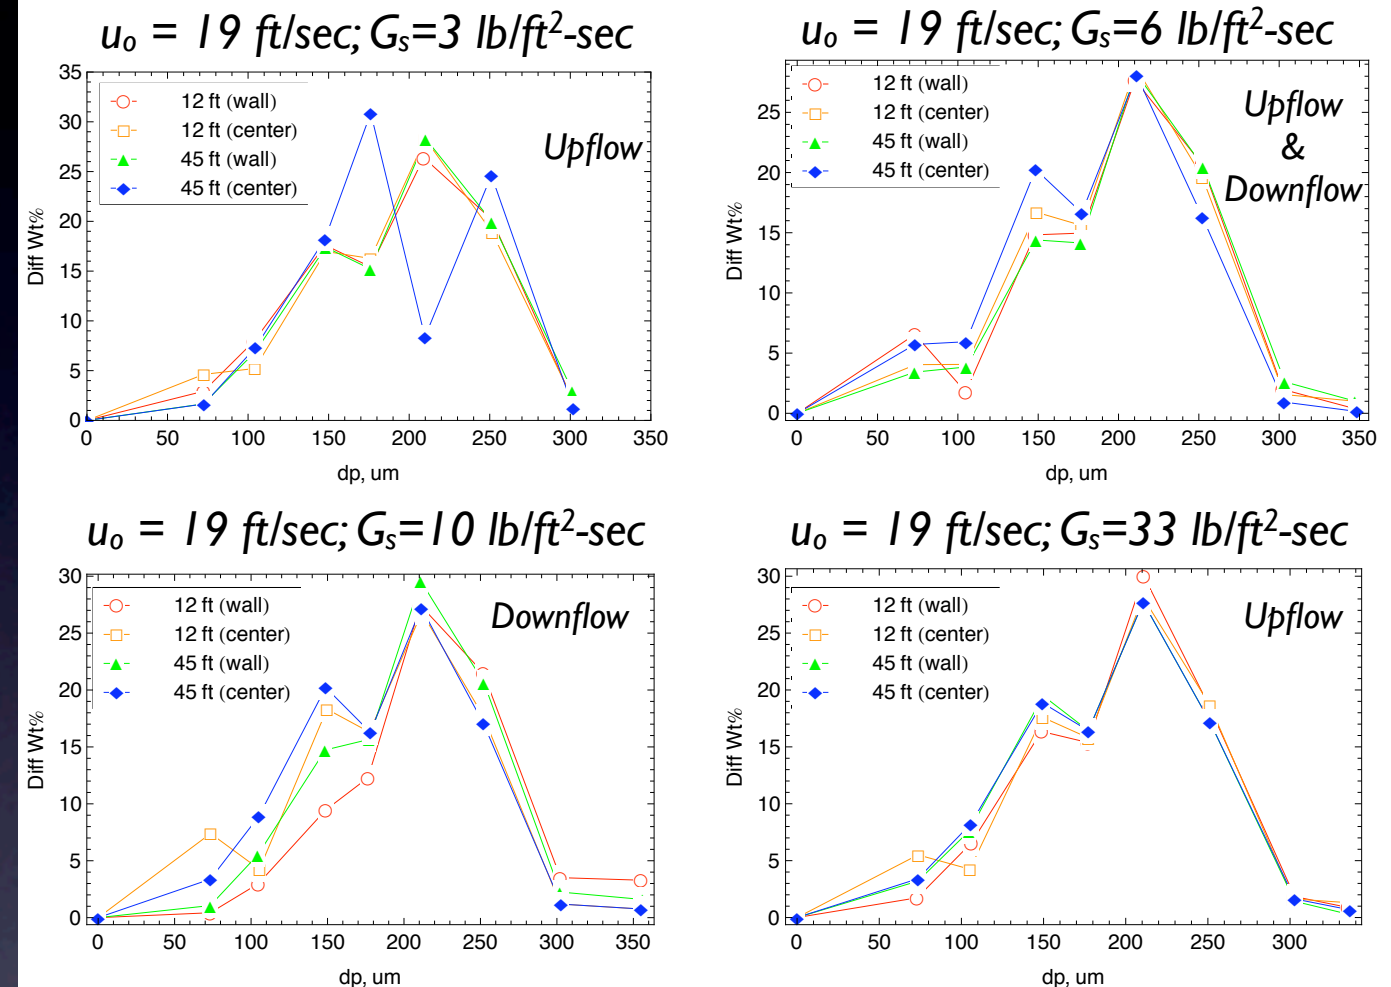 u₀ = 19 ft/sec; Gₛ=3 lb/ft²-sec
35
30
25
20
15
10
5
0
Diff Wt%
12 ft (wall)
12 ft (center)
45 ft (wall)
45 ft (center)
Upflow
0 50 100 150 200 250 300 350
dp, um
u₀ = 19 ft/sec; Gₛ=6 lb/ft²-sec
25
20
15
10
5
0
Diff Wt%
12 ft (wall)
12 ft (center)
45 ft (wall)
45 ft (center)
Upflow
&
Downflow
0 50 100 150 200 250 300 350
dp, um
u₀ = 19 ft/sec; Gₛ=10 lb/ft²-sec
30
25
20
15
10
5
0
Diff Wt%
12 ft (wall)
12 ft (center)
45 ft (wall)
45 ft (center)
Downflow
0 50 100 150 200 250 300 350
dp, um
u₀ = 19 ft/sec; Gₛ=33 lb/ft²-sec
30
25
20
15
10
5
0
Diff Wt%
12 ft (wall)
12 ft (center)
45 ft (wall)
45 ft (center)
Upflow
0 50 100 150 200 250 300
dp, um